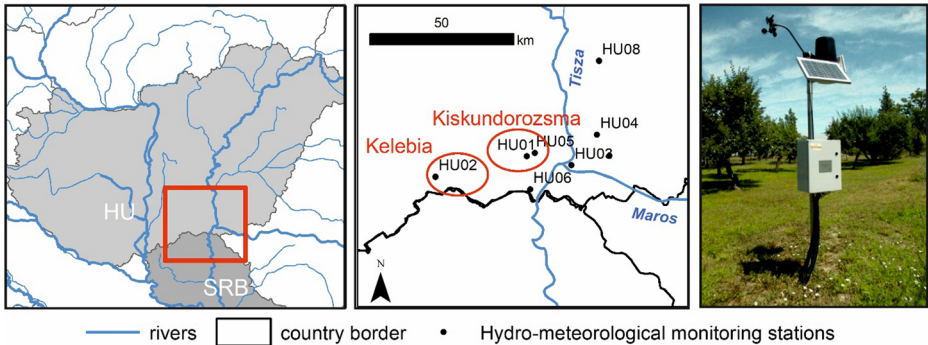 HU
SRB
50
km
Tisza
HU08
Kiskundorozsma
HU04
Kelebia
HU01
HU05
HU02
HU03
HU06
Maros
N
rivers
country border
Hydro-meteorological monitoring stations